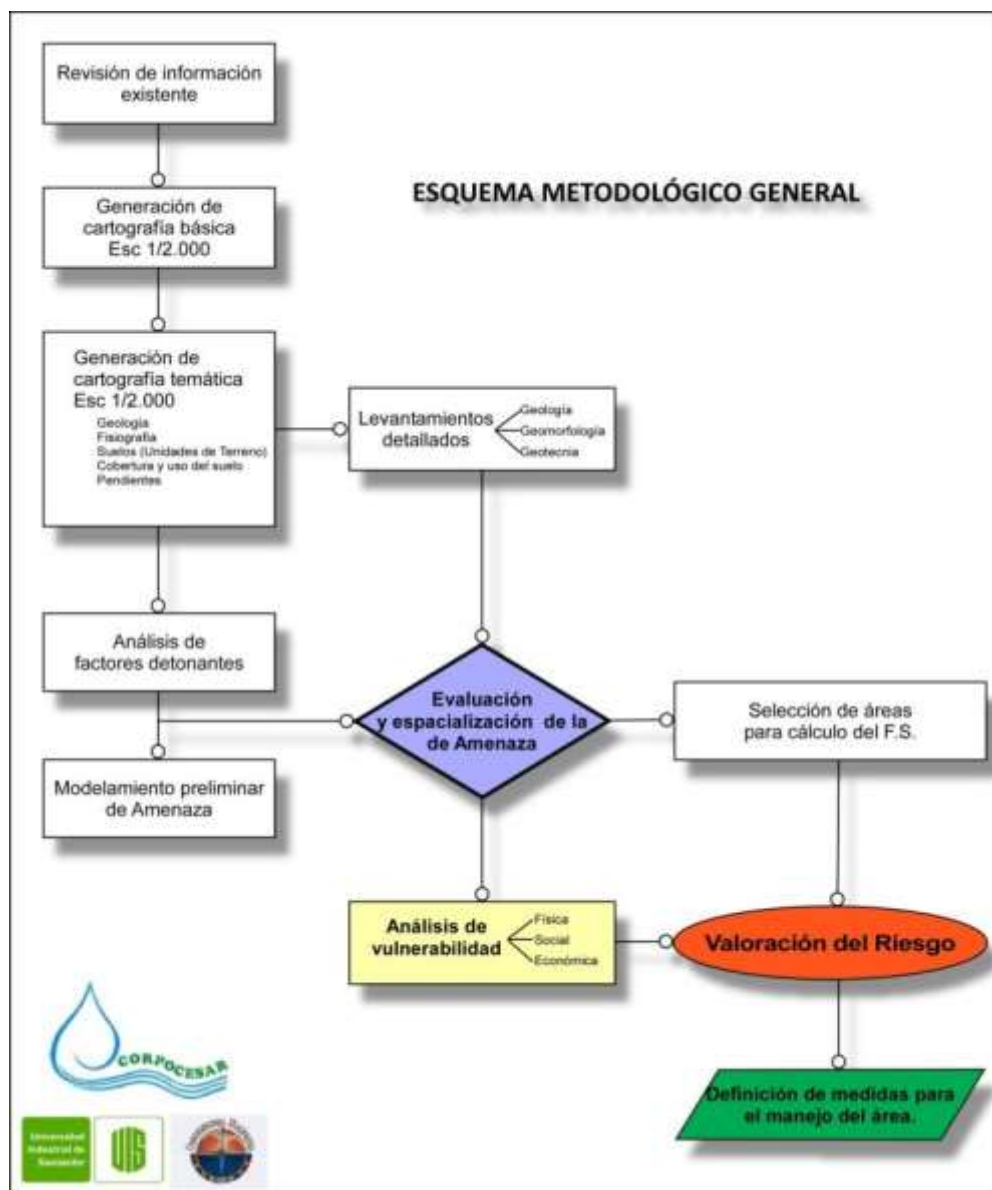 Revisión de información
existente
ESQUEMA METODOLÓGICO GENERAL
Generación de
cartografía básica
Esc 1/2.000
Generación de
cartografía temática
Esc 1/2.000
Geología
Fisiografía
Suelos (Unidades de Terreno)
Cobertura y uso del suelo
Pendientes
Levantamientos
detallados
Geología
Geomorfología
Geotecnia
Análisis de
factores detonantes
Evaluación
y espacialización de la
de Amenaza
Selección de áreas
para cálculo del F.S.
Modelamiento preliminar
de Amenaza
Análisis de
vulnerabilidad
Física
Social
Económica
Valoración del Riesgo
Definición de medidas para
el manejo del área.
CORPOCESAR
Universidad
Industrial de
Santander
UIS